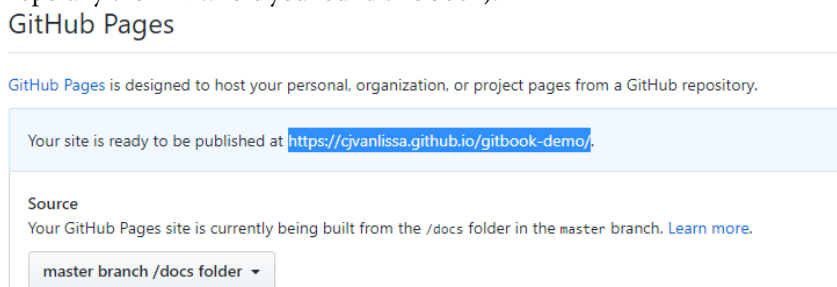 GitHub Pages
GitHub Pages is designed to host your personal, organization, or project pages from a GitHub repository.
Your site is ready to be published at https://cjvanlissa.github.io/gitbook-demo/.
Source
Your GitHub Pages site is currently being built from the /docs folder in the master branch. Learn more.
master branch /docs folder